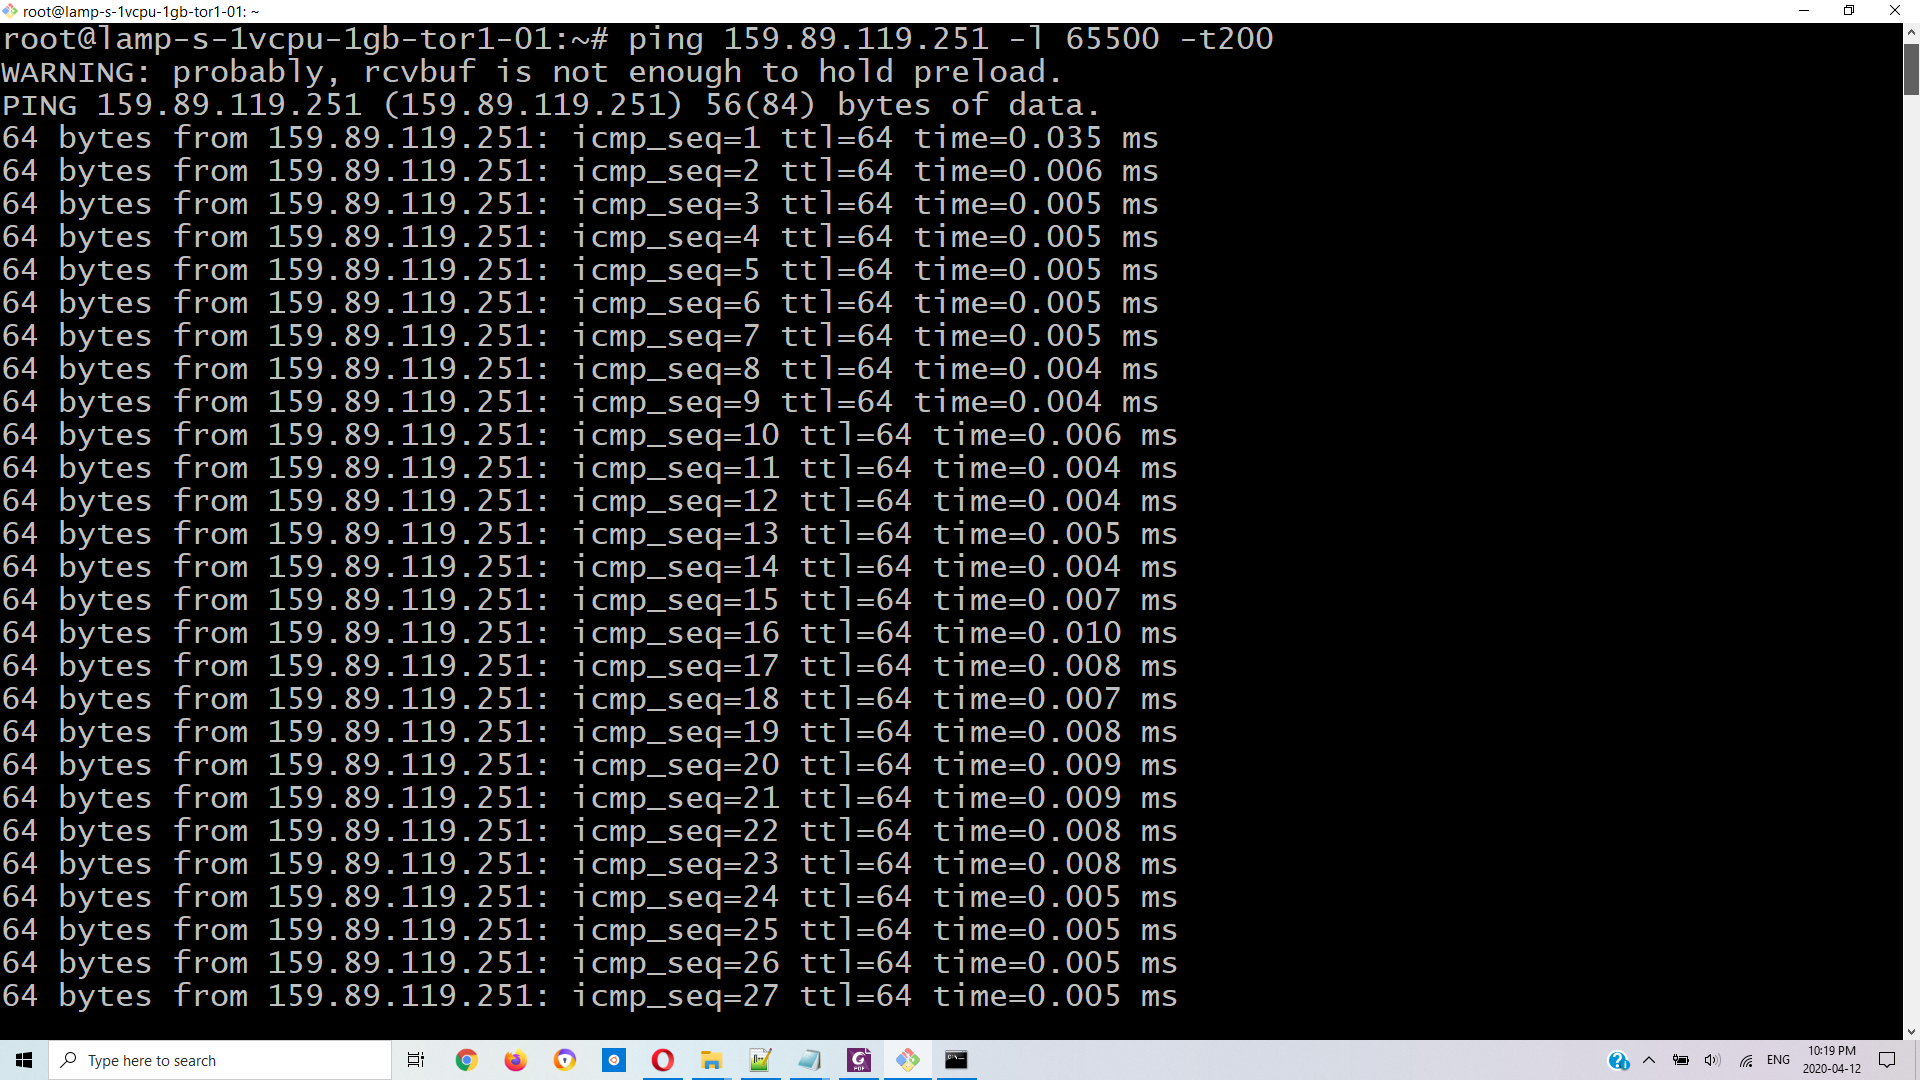 root@lamp-s-1vcpu-1gb-tor1-01: ~
root@lamp-s-1vcpu-1gb-tor1-01:~# ping 159.89.119.251 -l 65500 -t200
WARNING: probably, rcvbuf is not enough to hold preload.
PING 159.89.119.251 (159.89.119.251) 56(84) bytes of data.
64 bytes from 159.89.119.251: icmp_seq=1 ttl=64 time=0.035 ms
64 bytes from 159.89.119.251: icmp_seq=2 ttl=64 time=0.006 ms
64 bytes from 159.89.119.251: icmp_seq=3 ttl=64 time=0.005 ms
64 bytes from 159.89.119.251: icmp_seq=4 ttl=64 time=0.005 ms
64 bytes from 159.89.119.251: icmp_seq=5 ttl=64 time=0.005 ms
64 bytes from 159.89.119.251: icmp_seq=6 ttl=64 time=0.005 ms
64 bytes from 159.89.119.251: icmp_seq=7 ttl=64 time=0.005 ms
64 bytes from 159.89.119.251: icmp_seq=8 ttl=64 time=0.004 ms
64 bytes from 159.89.119.251: icmp_seq=9 ttl=64 time=0.004 ms
64 bytes from 159.89.119.251: icmp_seq=10 ttl=64 time=0.006 ms
64 bytes from 159.89.119.251: icmp_seq=11 ttl=64 time=0.004 ms
64 bytes from 159.89.119.251: icmp_seq=12 ttl=64 time=0.004 ms
64 bytes from 159.89.119.251: icmp_seq=13 ttl=64 time=0.005 ms
64 bytes from 159.89.119.251: icmp_seq=14 ttl=64 time=0.004 ms
64 bytes from 159.89.119.251: icmp_seq=15 ttl=64 time=0.007 ms
64 bytes from 159.89.119.251: icmp_seq=16 ttl=64 time=0.010 ms
64 bytes from 159.89.119.251: icmp_seq=17 ttl=64 time=0.008 ms
64 bytes from 159.89.119.251: icmp_seq=18 ttl=64 time=0.007 ms
64 bytes from 159.89.119.251: icmp_seq=19 ttl=64 time=0.008 ms
64 bytes from 159.89.119.251: icmp_seq=20 ttl=64 time=0.009 ms
64 bytes from 159.89.119.251: icmp_seq=21 ttl=64 time=0.009 ms
64 bytes from 159.89.119.251: icmp_seq=22 ttl=64 time=0.008 ms
64 bytes from 159.89.119.251: icmp_seq=23 ttl=64 time=0.008 ms
64 bytes from 159.89.119.251: icmp_seq=24 ttl=64 time=0.005 ms
64 bytes from 159.89.119.251: icmp_seq=25 ttl=64 time=0.005 ms
64 bytes from 159.89.119.251: icmp_seq=26 ttl=64 time=0.005 ms
64 bytes from 159.89.119.251: icmp_seq=27 ttl=64 time=0.005 ms
Type here to search
ENG
10:19 PM
2020-04-12